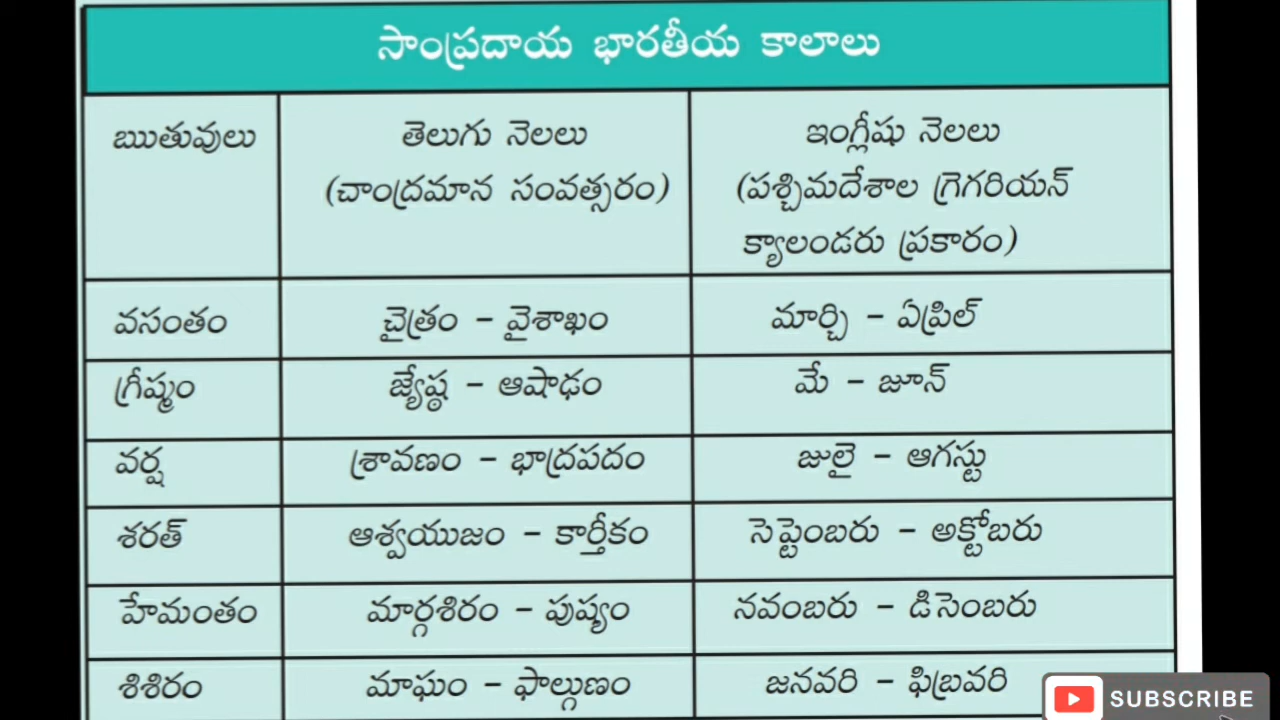 సాంప్రదాయ భారతీయ కాలాలు
ఋతువులు తెలుగు నెలలు ఇంగ్లీషు నెలలు
(చాంద్రమాన సంవత్సరం) (పశ్చిమదేశాల గ్రెగరియన్
క్యాలండరు ప్రకారం)
వసంతం చైత్రం – వైశాఖం మార్చి – ఏప్రిల్
గ్రీష్మం జ్యేష్ఠ – ఆషాఢం మే – జూన్
వర్ష శ్రావణం – భాద్రపదం జులై – ఆగస్టు
శరత్ ఆశ్వయుజం – కార్తీకం సెప్టెంబరు – అక్టోబరు
హేమంతం మార్గశిరం – పుష్యం నవంబరు – డిసెంబరు
శిశిరం మాఘం – ఫాల్గుణం జనవరి – ఫిబ్రవరి
SUBSCRIBE